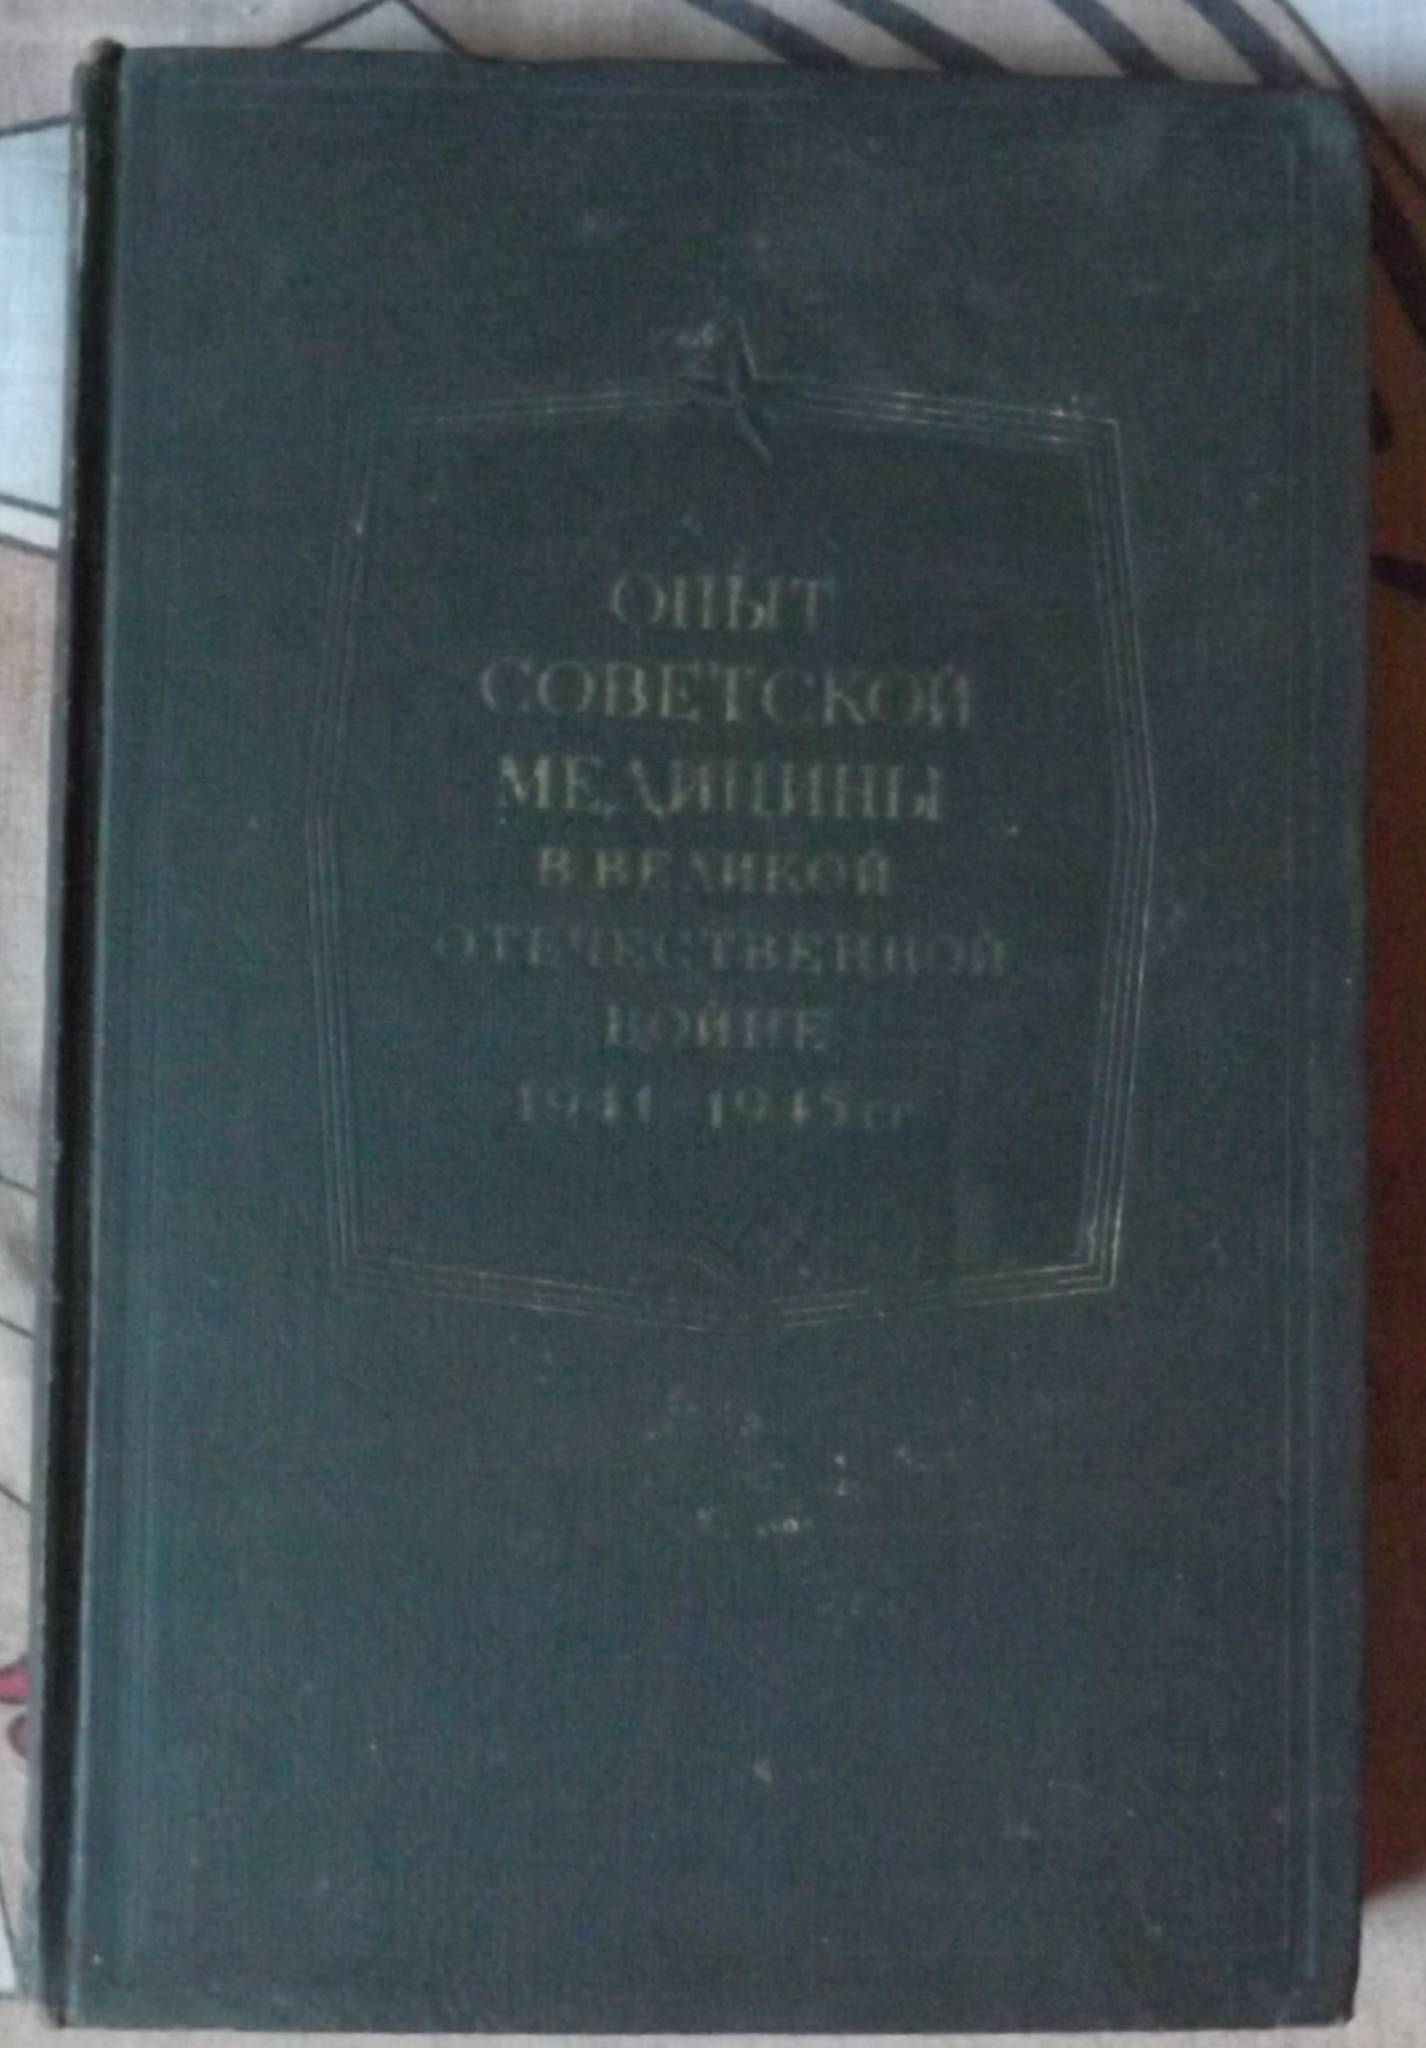 ОПЫТ
СОВЕТСКОЙ
МЕДИЦИНЫ
В ВЕЛИКОЙ
ОТЕЧЕСТВЕННОЙ
ВОЙНЕ
1941-1945 гг